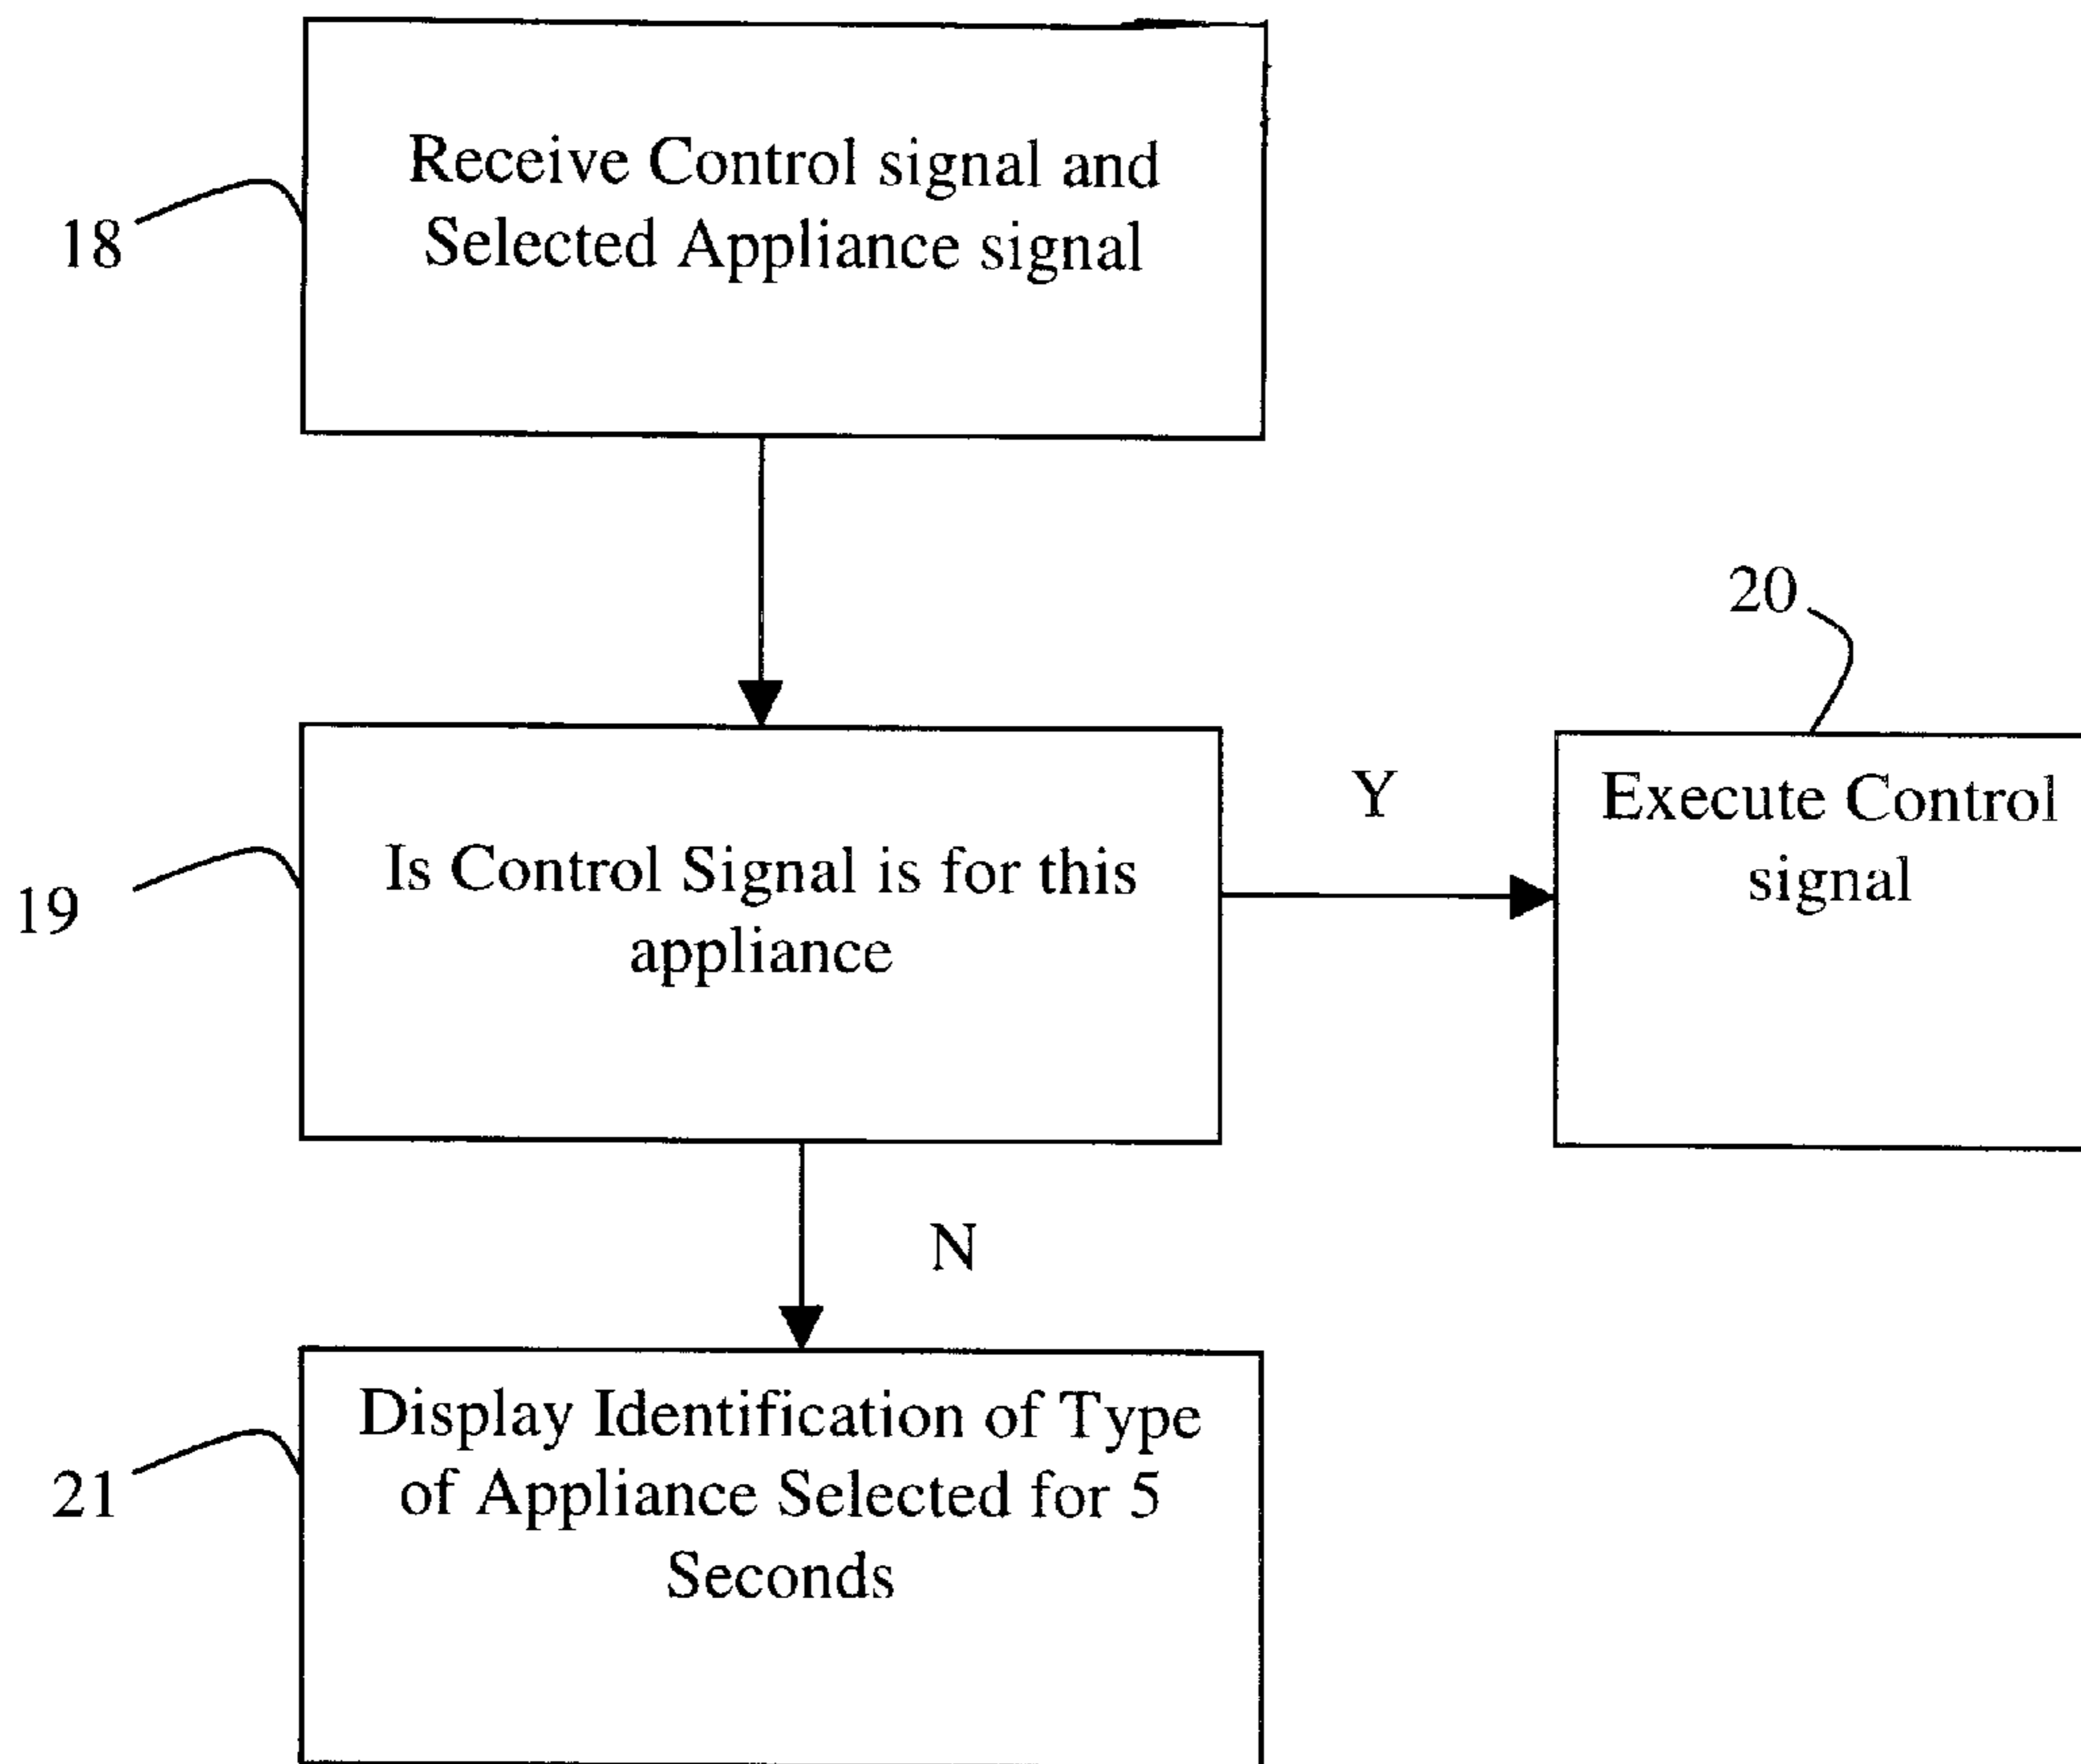 Receive Control signal and
Selected Appliance signal
18
20
Is Control Signal is for this
appliance
19
Y
Execute Control
signal
N
Display Identification of Type
of Appliance Selected for 5
Seconds
21